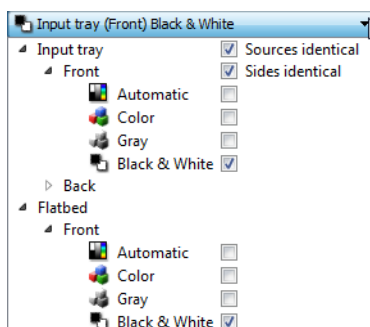 Input tray (Front) Black & White
Input tray Sources identical
Front Sides identical
Automatic
Color
Gray
Black & White
Back
Flatbed
Front
Automatic
Color
Gray
Black & White